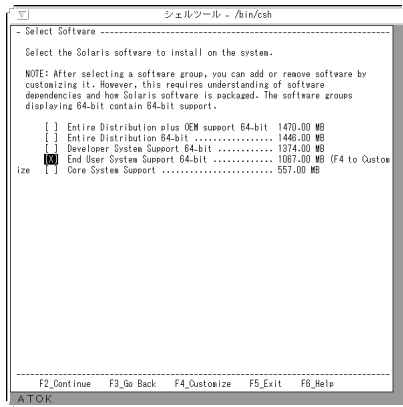 シェルツール - /bin/csh
- Select Software --------------------------------------------------------------
Select the Solaris software to install on the system.
NOTE: After selecting a software group, you can add or remove software by
customizing it. However, this requires understanding of software
dependencies and how Solaris software is packaged. The software groups
displaying 64-bit contain 64-bit support.
[ ] Entire Distribution plus OEM support 64-bit 1470.00 MB
[ ] Entire Distribution 64-bit ................ 1446.00 MB
[ ] Developer System Support 64-bit ........... 1374.00 MB
[X] End User System Support 64-bit ............ 1067.00 MB (F4 to Custom
ize [ ] Core System Support ....................... 557.00 MB
--------------------------------------------------------------------------------
F2_Continue F3_Go Back F4_Customize F5_Exit F6_Help
ATOK